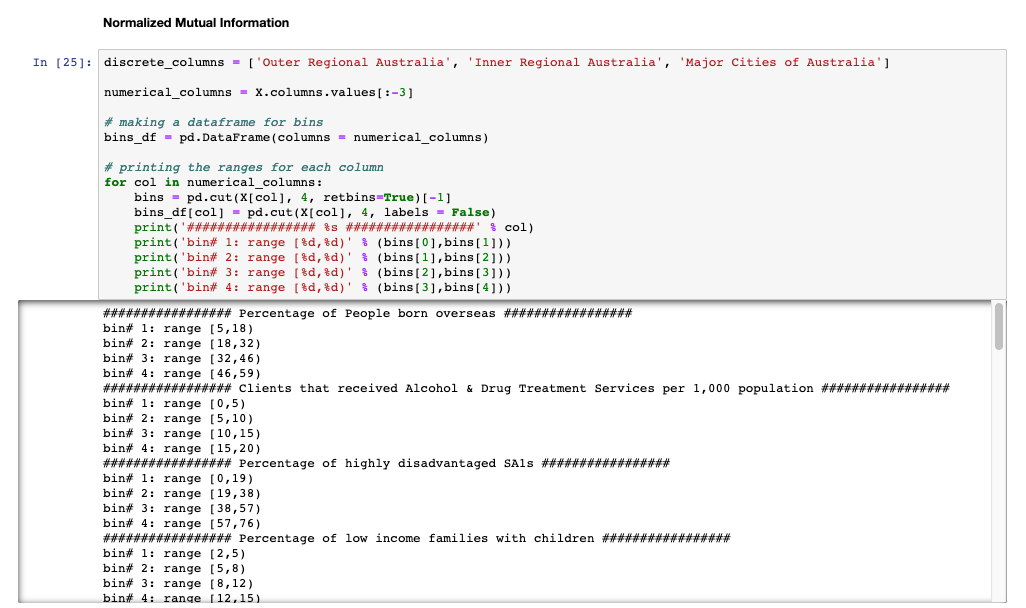 Normalized Mutual Information
In [25]:
discrete_columns = ['Outer Regional Australia', 'Inner Regional Australia', 'Major Cities of Australia']
numerical_columns = X.columns.values[:-3]
# making a dataframe for bins
bins_df = pd.DataFrame(columns = numerical_columns)
# printing the ranges for each column
for col in numerical_columns:
    bins = pd.cut(X[col], 4, retbins=True)[-1]
    bins_df[col] = pd.cut(X[col], 4, labels = False)
    print('################# %s #################' % col)
    print('bin# 1: range [%d,%d)' % (bins[0],bins[1]))
    print('bin# 2: range [%d,%d)' % (bins[1],bins[2]))
    print('bin# 3: range [%d,%d)' % (bins[2],bins[3]))
    print('bin# 4: range [%d,%d)' % (bins[3],bins[4]))
################# Percentage of People born overseas #################
bin# 1: range [5,18)
bin# 2: range [18,32)
bin# 3: range [32,46)
bin# 4: range [46,59)
################# Clients that received Alcohol & Drug Treatment Services per 1,000 population #################
bin# 1: range [0,5)
bin# 2: range [5,10)
bin# 3: range [10,15)
bin# 4: range [15,20)
################# Percentage of highly disadvantaged SA1s #################
bin# 1: range [0,19)
bin# 2: range [19,38)
bin# 3: range [38,57)
bin# 4: range [57,76)
################# Percentage of low income families with children #################
bin# 1: range [2,5)
bin# 2: range [5,8)
bin# 3: range [8,12)
bin# 4: range [12,15)